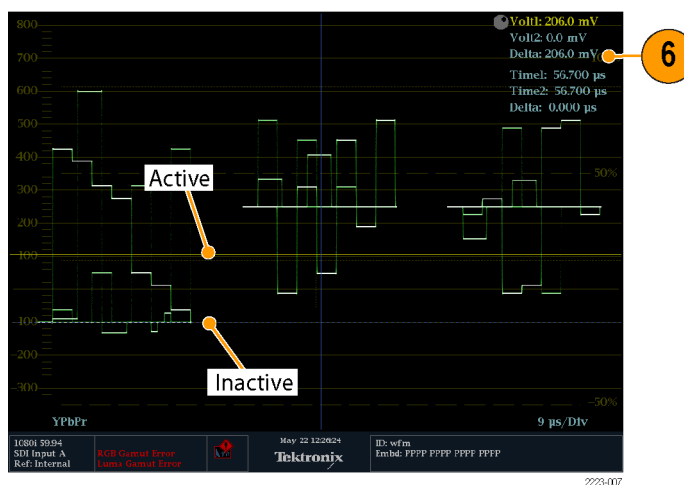 800
Volt1: 206.0 mV
Volt2: 0.0 mV
700
Delta: 206.0 mV
6
Time1: 56.700 µs
Time2: 56.700 µs
600
Delta: 0.000 µs
500
400
Active
50%
300
200
100
-100
-200
Inactive
-300
-50%
YPbPr
9 µs/Div
1080i 59.94
SDI Input A
Ref: Internal
RGB Gamut Error
Luma Gamut Error
May 22 12:26:24
Tektronix
ID: wfm
Embd: PPPP PPPP PPPP PPPP
2223-007